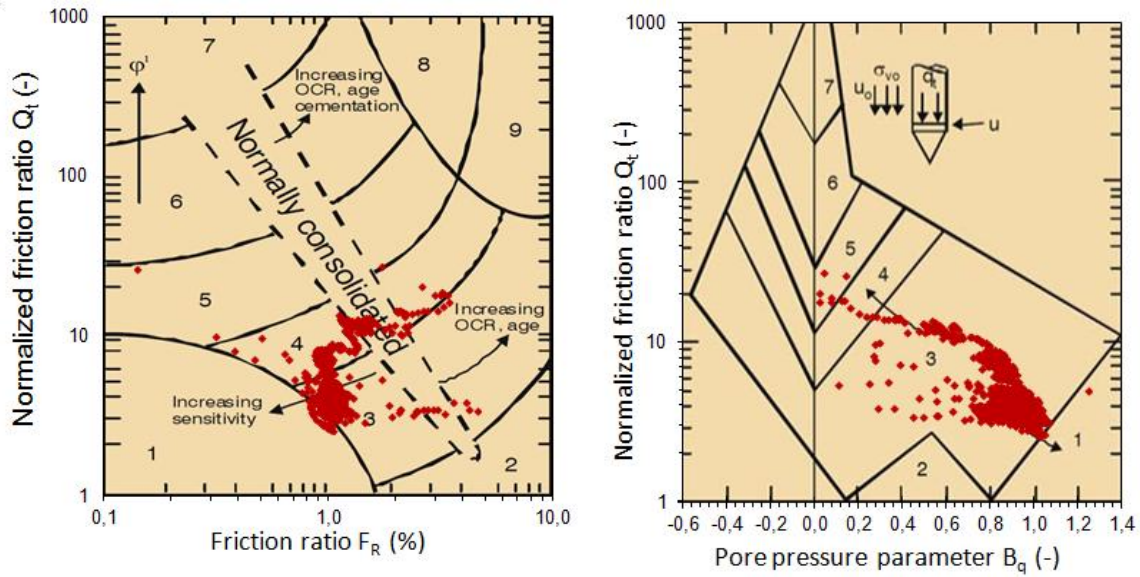 Normalized friction ratio Qt (-)
1000
100
10
1
φ'
7
Increasing
OCR, age
cementation
8
9
6
Normally consolidated
5
4
Increasing
OCR, age
Increasing
sensitivity
3
1
2
0,1
1,0
10,0
Friction ratio FR (%)
Normalized friction ratio Qt (-)
1000
100
10
1
7
σvo
uo
qt
u
6
5
4
3
1
2
-0,6
-0,4
-0,2
0,0
0,2
0,4
0,6
0,8
1,0
1,2
1,4
Pore pressure parameter Bq (-)